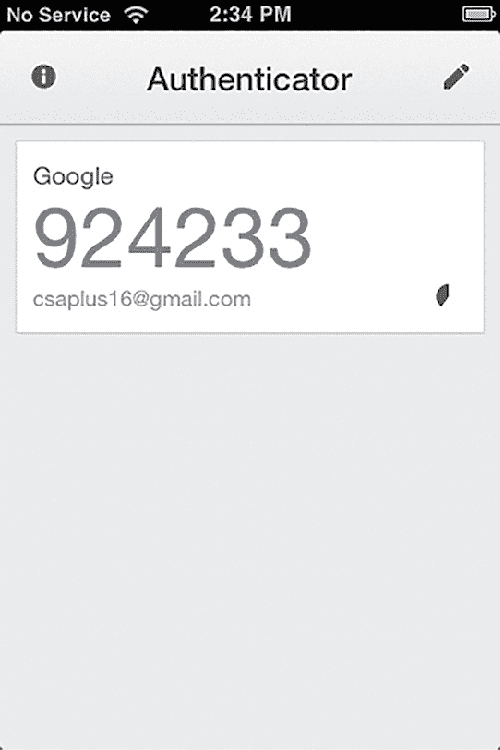 No Service 2:34 PM
Authenticator
Google
924233
csaplus16@gmail.com